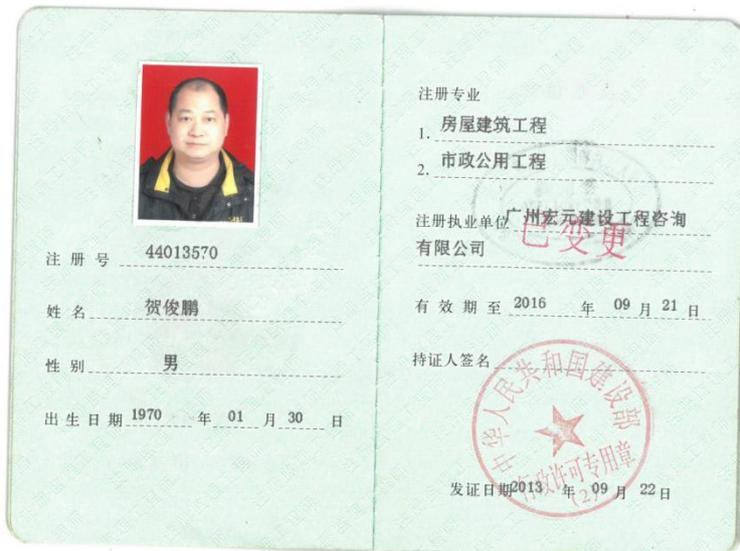 注册号 44013570
姓名 贺俊鹏
性别 男
出生日期 1970 年 01 月 30 日
注册专业
1. 房屋建筑工程
2. 市政公用工程
注册执业单位 广州宏元建设工程咨询
有限公司
已变更
有效期至 2016 年 09 月 21 日
持证人签名
中华人民共和国建设部
行政许可专用章
(2)
发证日期 2013 年 09 月 22 日